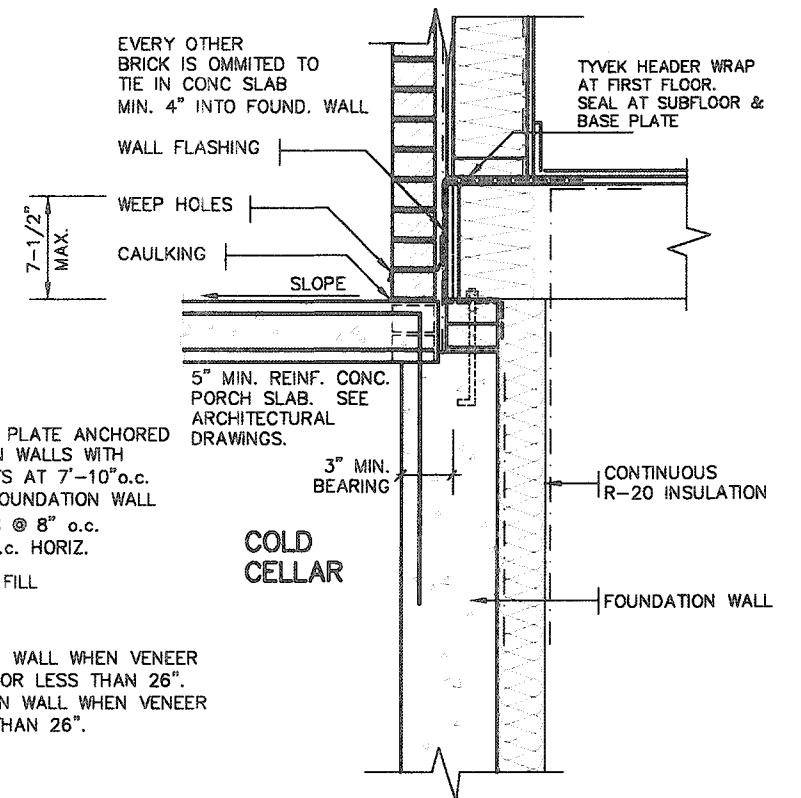 EVERY OTHER
BRICK IS OMMITED TO
TIE IN CONC SLAB
MIN. 4" INTO FOUND. WALL
TYVEK HEADER WRAP
AT FIRST FLOOR.
SEAL AT SUBFLOOR &
BASE PLATE
WALL FLASHING
WEEP HOLES
7-1/2"
MAX.
CAULKING
SLOPE
5" MIN. REINF. CONC.
PORCH SLAB. SEE
ARCHITECTURAL
DRAWINGS.
PLATE ANCHORED
WALLS WITH
AT 7'-10"o.c.
FOUNDATION WALL
@ 8" o.c.
HORIZ.
FILL
3" MIN.
BEARING
CONTINUOUS
R-20 INSULATION
COLD
CELLAR
FOUNDATION WALL
WALL WHEN VENEER
OR LESS THAN 26".
WALL WHEN VENEER
THAN 26".